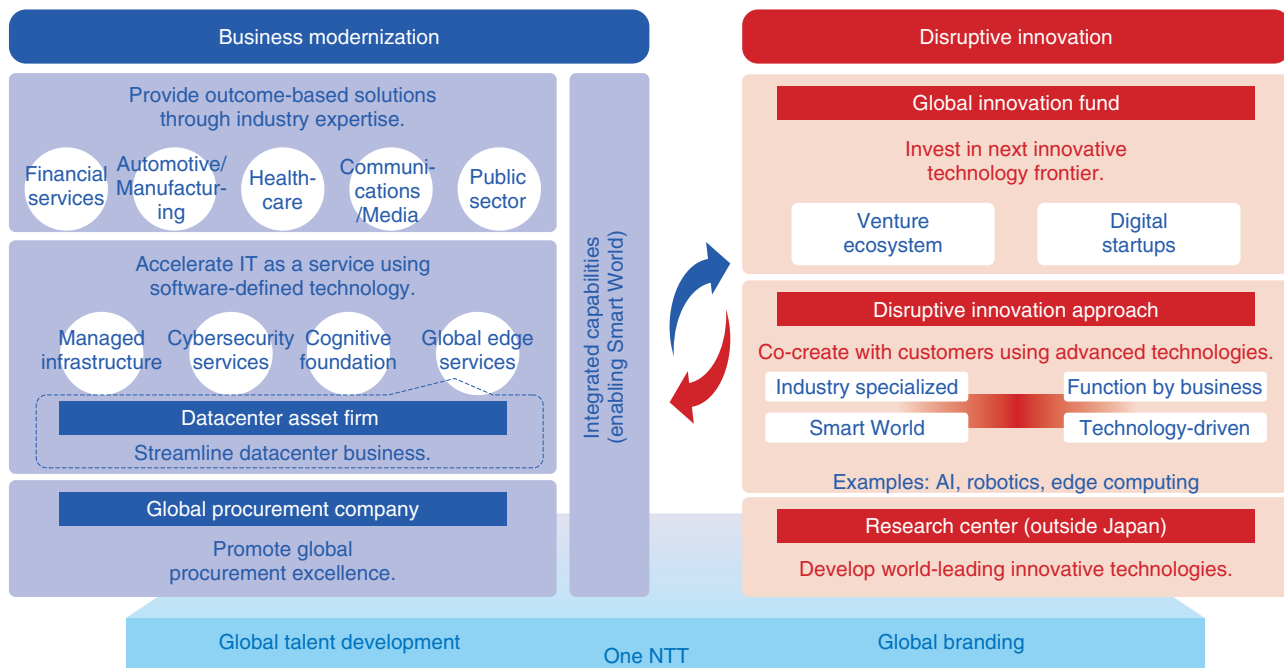 Business modernization
Provide outcome-based solutions
through industry expertise.
Financial
services
Automotive/
Manufactur-
ing
Health-
care
Communi-
cations
/Media
Public
sector
Accelerate IT as a service using
software-defined technology.
Managed
infrastructure
Cybersecurity
services
Cognitive
foundation
Global edge
services
Datacenter asset firm
Streamline datacenter business.
Global procurement company
Promote global
procurement excellence.
Integrated capabilities
(enabling Smart World)
Disruptive innovation
Global innovation fund
Invest in next innovative
technology frontier.
Venture
ecosystem
Digital
startups
Disruptive innovation approach
Co-create with customers using advanced technologies.
Industry specialized
Function by business
Smart World
Technology-driven
Examples: AI, robotics, edge computing
Research center (outside Japan)
Develop world-leading innovative technologies.
Global talent development
One NTT
Global branding